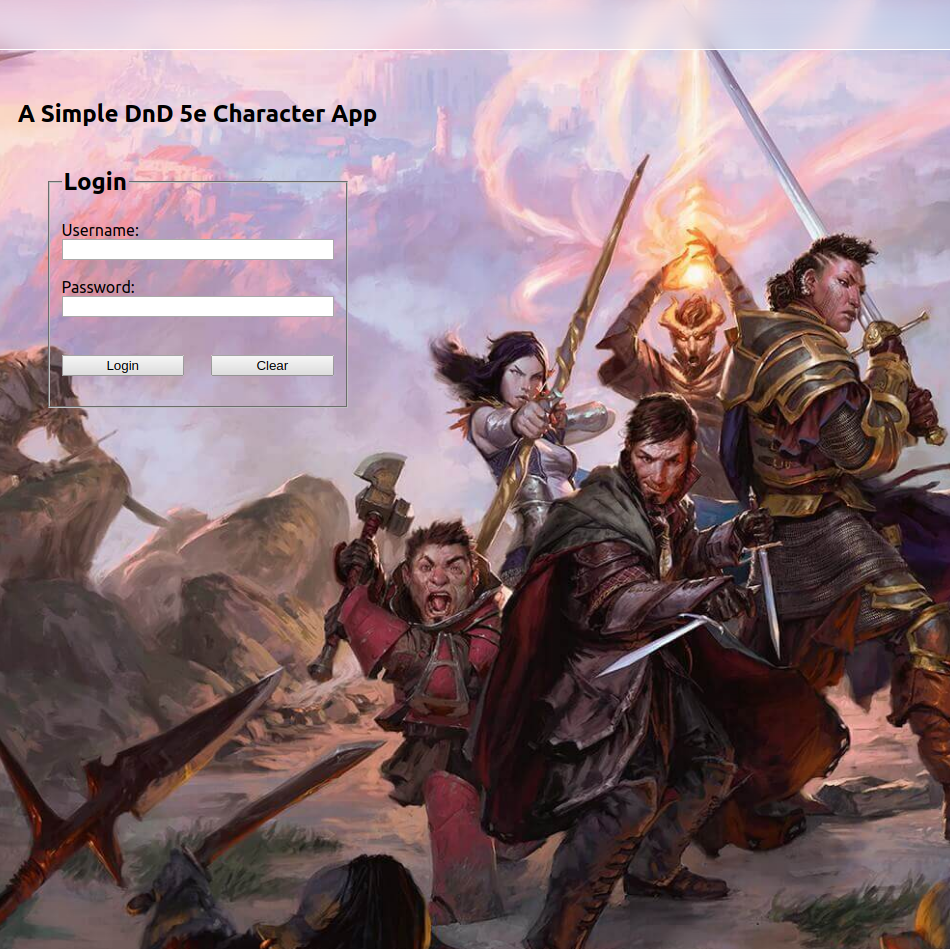 A Simple DnD 5e Character App
Login
Username:
Password:
Login Clear